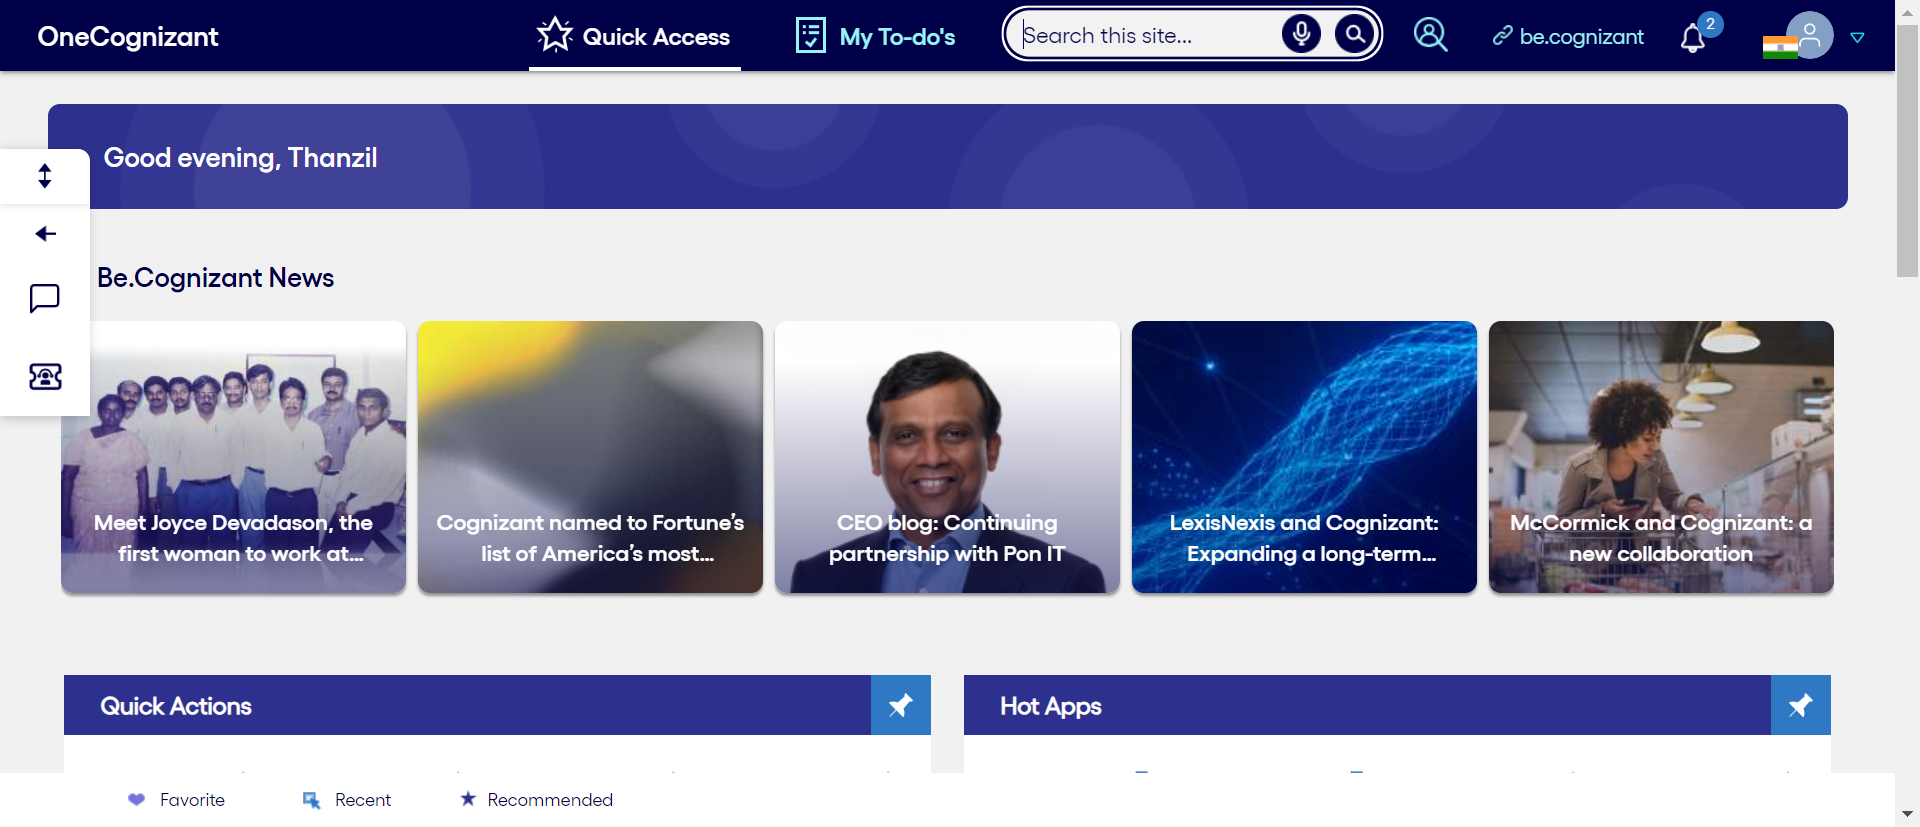 OneCognizant
Quick Access
My To-do's
Search this site...
be.cognizant
2
Good evening, Thanzil
Be.Cognizant News
Meet Joyce Devadason, the
first woman to work at...
Cognizant named to Fortune’s
list of America’s most...
CEO blog: Continuing
partnership with Pon IT
LexisNexis and Cognizant:
Expanding a long-term...
McCormick and Cognizant: a
new collaboration
Quick Actions
Hot Apps
Favorite
Recent
Recommended